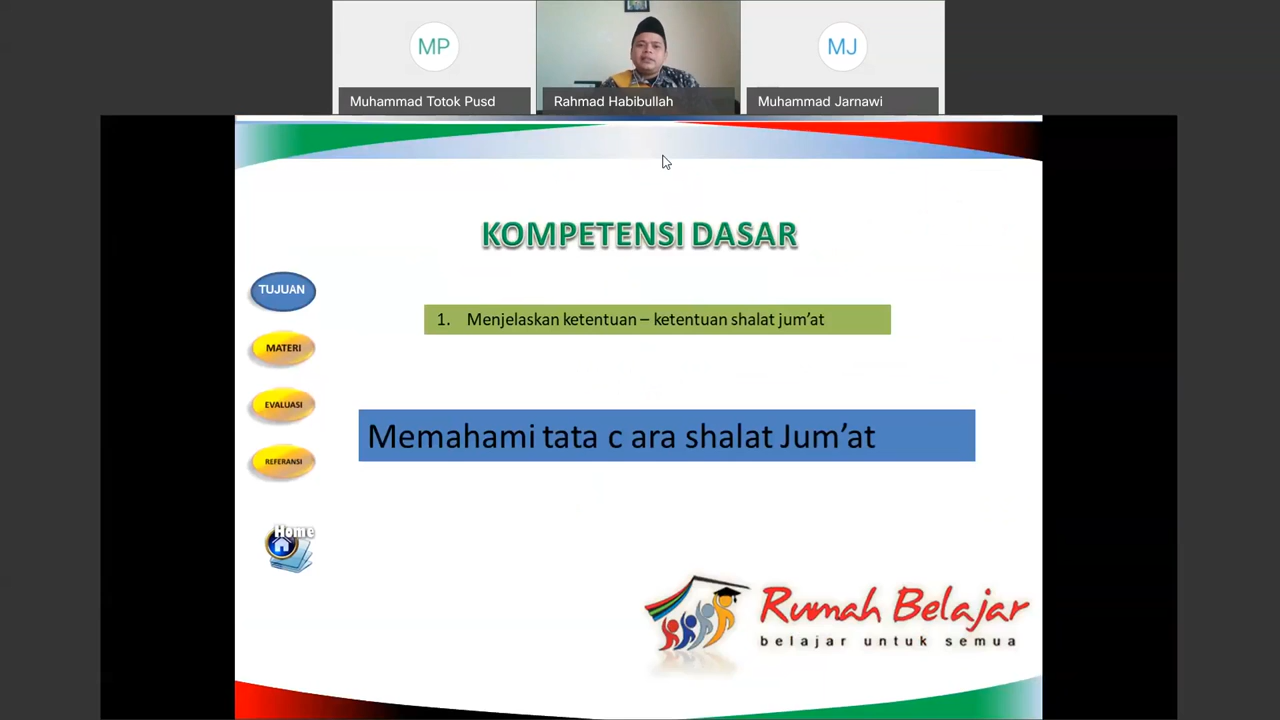 MP
MJ
Muhammad Totok Pusd
Rahmad Habibullah
Muhammad Jarnawi
KOMPETENSI DASAR
TUJUAN
MATERI
EVALUASI
REFERANSI
Home
1. Menjelaskan ketentuan – ketentuan shalat jum’at
Memahami tata c ara shalat Jum’at
Rumah Belajar
belajar untuk semua